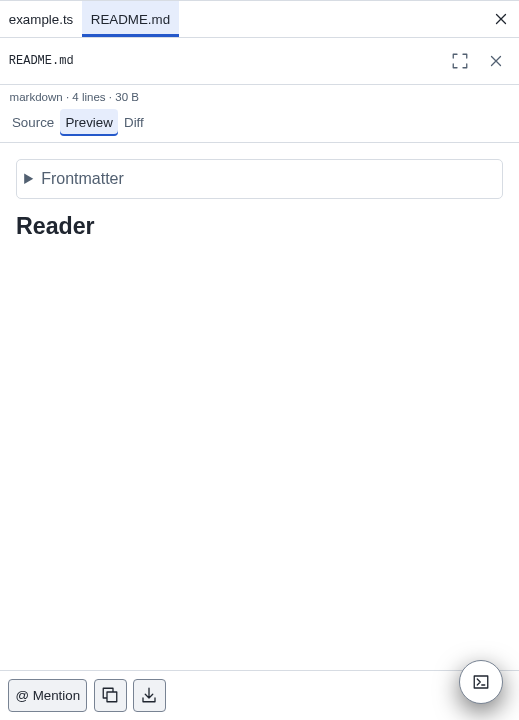 example.ts README.md
README.md
markdown · 4 lines · 30 B
Source Preview Diff
Frontmatter
Reader
@ Mention